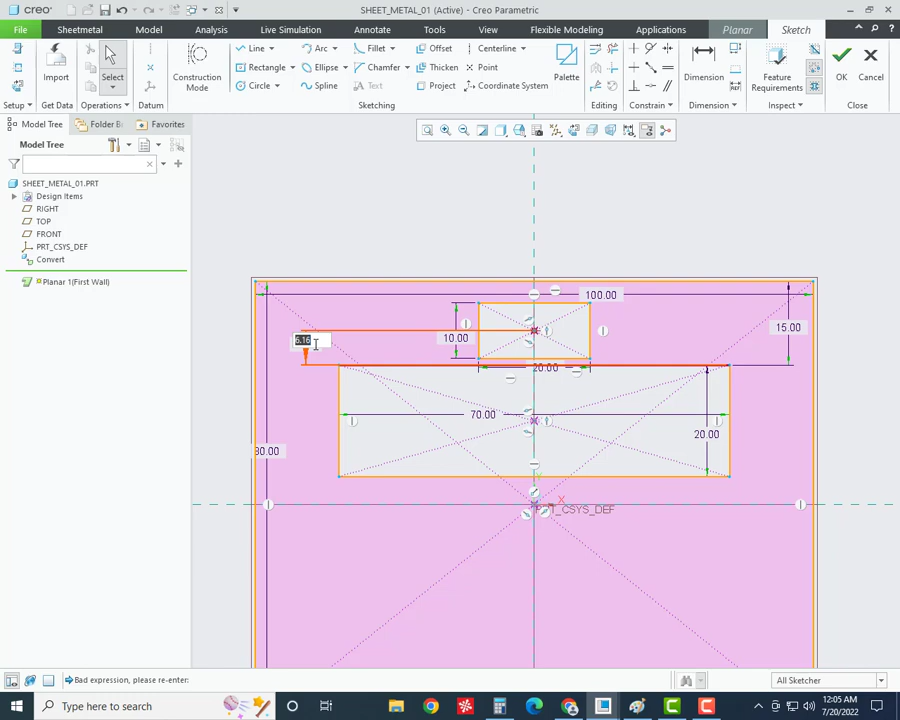 creo
SHEET_METAL_01 (Active) - Creo Parametric
File Sheetmetal Model Analysis Live Simulation Annotate Tools View Flexible Modeling Applications Planar Sketch
Import
Select
Construction
Mode
Line Arc Fillet Offset Centerline
Rectangle Ellipse Chamfer Thicken Point
Circle Spline Text Project Coordinate System
Palette
Dimension
Feature
Requirements
OK
Cancel
Setup Get Data Operations Datum Sketching Editing Constrain Dimension Inspect Close
Model Tree Folder B Favorites
Model Tree
SHEET_METAL_01.PRT
Design Items
RIGHT
TOP
FRONT
PRT_CSYS_DEF
Convert
Planar 1(First Wall)
100.00
15.00
10.00
6.16
20.00
70.00
20.00
80.00
X
PRT_CSYS_DEF
Bad expression, please re-enter:
All Sketcher
Type here to search
12:05 AM
7/20/2022